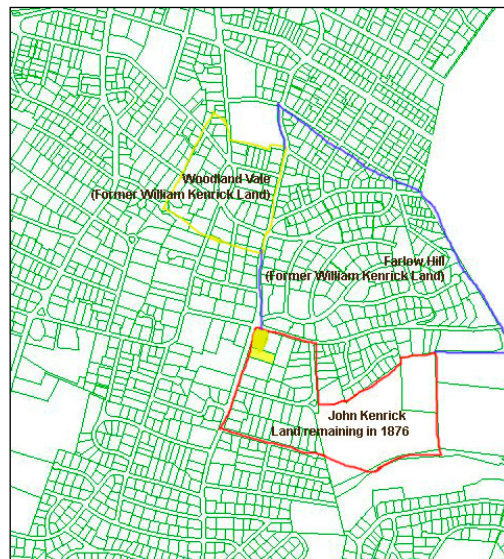 Woodland Vale
(Former William Kenrick Land)
Farlow Hill
(Former William Kenrick Land)
John Kenrick
Land remaining in 1876